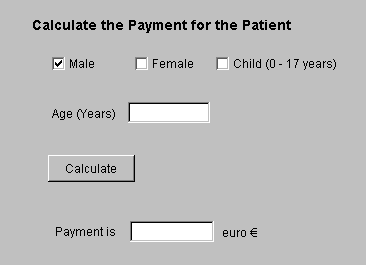 Calculate the Payment for the Patient
Male Female Child (0 - 17 years)
Age (Years)
Calculate
Payment is euro €